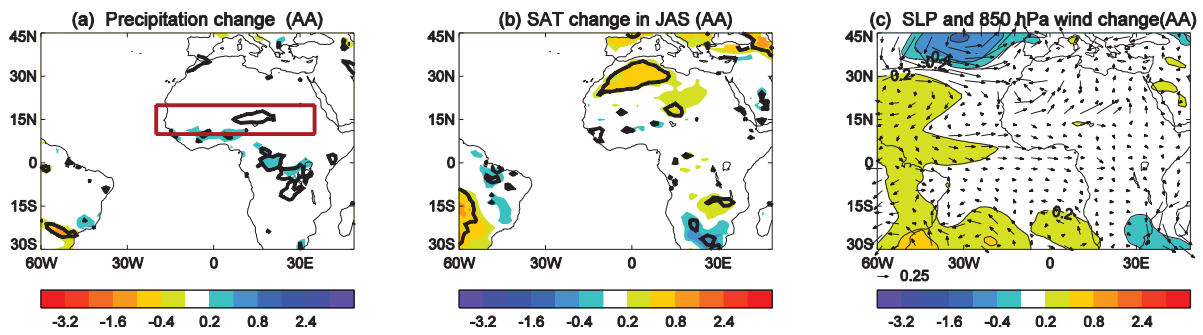 (a) Precipitation change (AA)
(b) SAT change in JAS (AA)
(c) SLP and 850 hPa wind change(AA)
45N
30N
15N
0
15S
30S
60W 30W 0 30E
45N
30N
15N
0
15S
30S
60W 30W 0 30E
45N
30N
15N
0
15S
30S
60W 30W 0 30E
0.2
0.2
0.25
-3.2 -1.6 -0.4 0.2 0.8 2.4
-3.2 -1.6 -0.4 0.2 0.8 2.4
-3.2 -1.6 -0.4 0.2 0.8 2.4